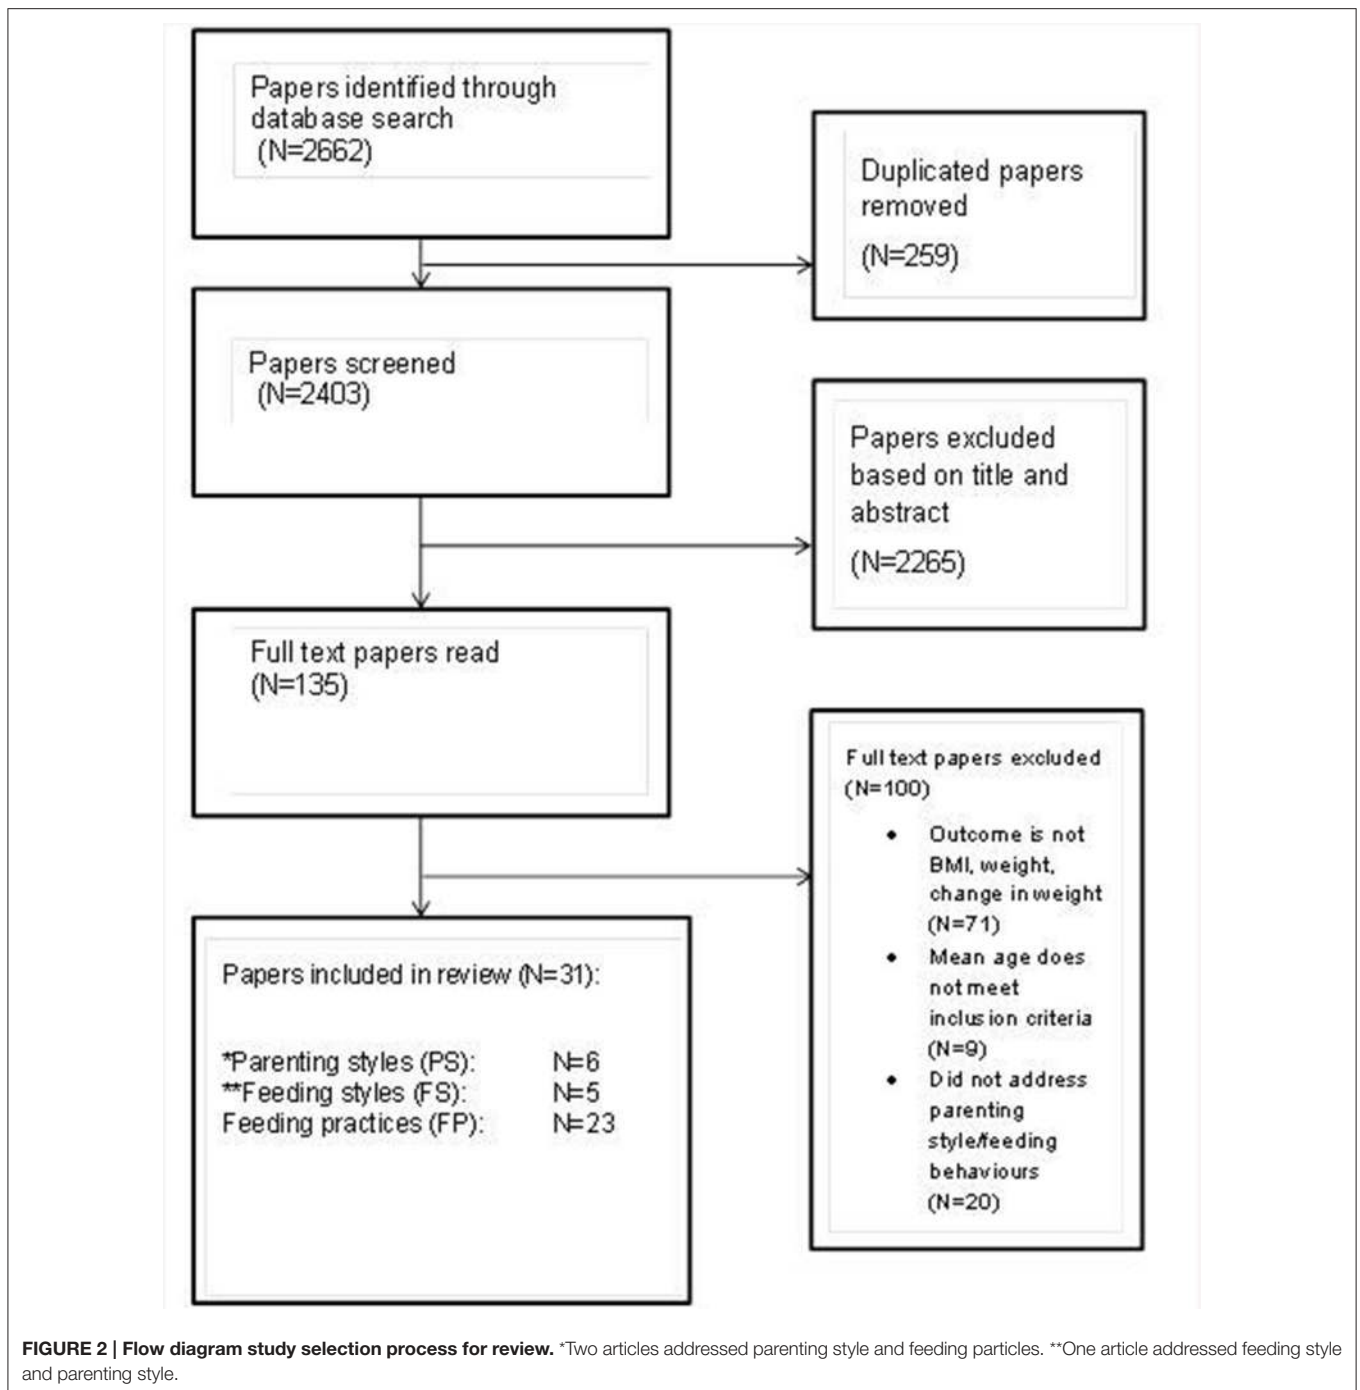 Papers identified through
database search
(N=2662)
Duplicated papers
removed
(N=259)
Papers screened
(N=2403)
Papers excluded
based on title and
abstract
(N=2265)
Full text papers read
(N=135)
Full text papers excluded
(N=100)
• Outcome is not
BMI, weight,
change in weight
(N=71)
• Mean age does
not meet
inclusion criteria
(N=9)
• Did not address
parenting
style/feeding
behaviours
(N=20)
Papers included in review (N=31):
*Parenting styles (PS): N=6
**Feeding styles (FS): N=5
Feeding practices (FP): N=23
FIGURE 2 | Flow diagram study selection process for review. *Two articles addressed parenting style and feeding particles. **One article addressed feeding style
and parenting style.